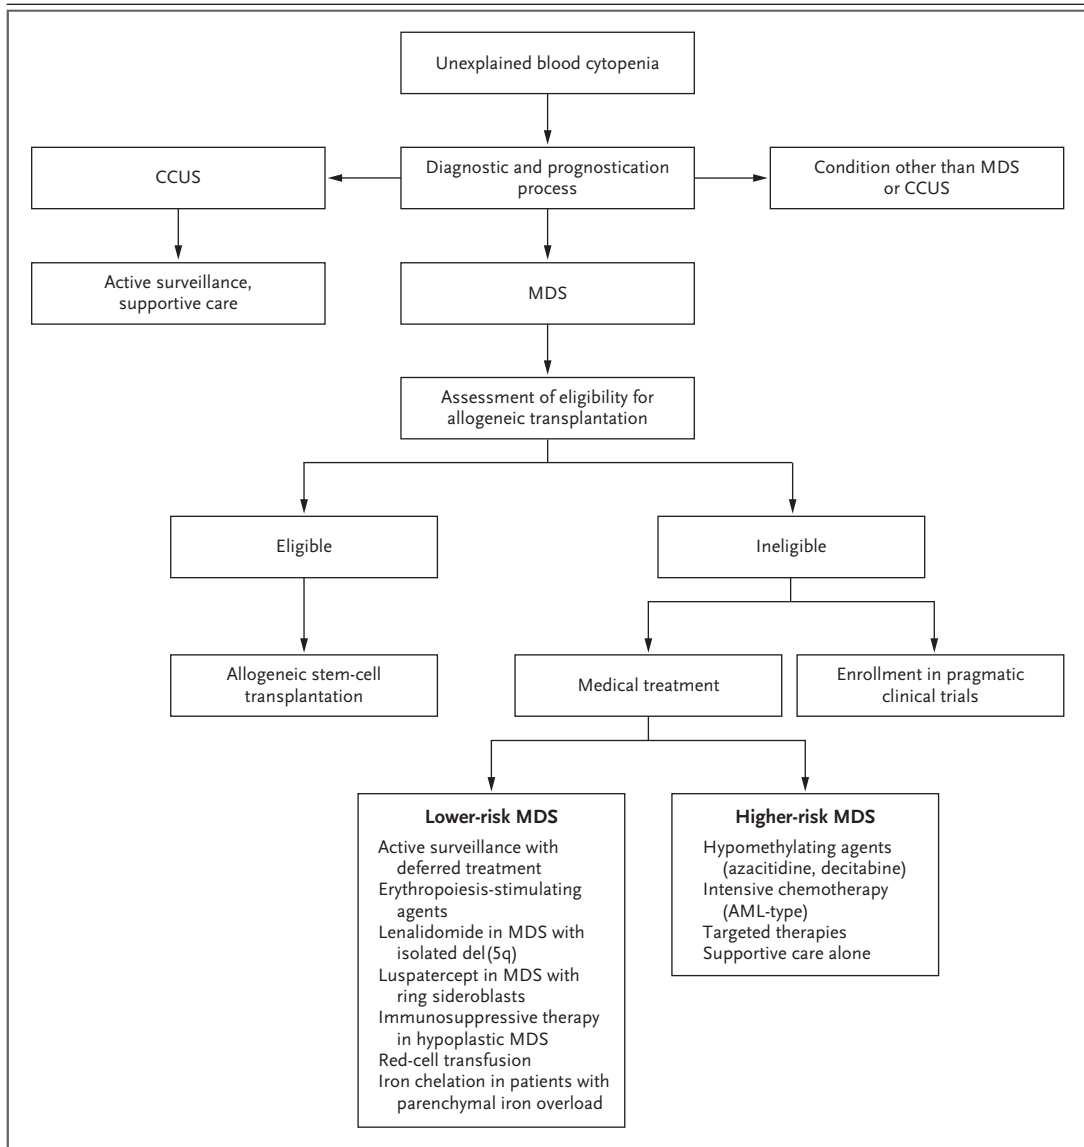 Unexplained blood cytopenia
CCUS
Diagnostic and prognostication
process
Condition other than MDS
or CCUS
Active surveillance,
supportive care
MDS
Assessment of eligibility for
allogeneic transplantation
Eligible
Ineligible
Allogeneic stem-cell
transplantation
Medical treatment
Enrollment in pragmatic
clinical trials
Lower-risk MDS
Active surveillance with
deferred treatment
Erythropoiesis-stimulating
agents
Lenalidomide in MDS with
isolated del(5q)
Luspatercept in MDS with
ring sideroblasts
Immunosuppressive therapy
in hypoplastic MDS
Red-cell transfusion
Iron chelation in patients with
parenchymal iron overload
Higher-risk MDS
Hypomethylating agents
(azacitidine, decitabine)
Intensive chemotherapy
(AML-type)
Targeted therapies
Supportive care alone